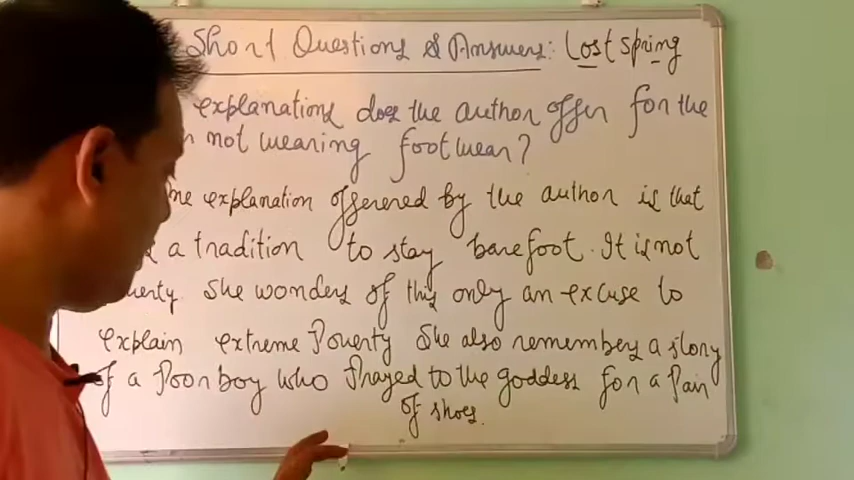 Short Questions & Answers: Lost Spring
explanations does the author offer for the
not wearing footwear?
explanation offered by the author is that
a tradition to stay barefoot. It is not
She wonders if this only an excuse to
explain extreme Poverty She also remembers a story
of a Poor boy who Prayed to the goddess for a Pair
of shoes.